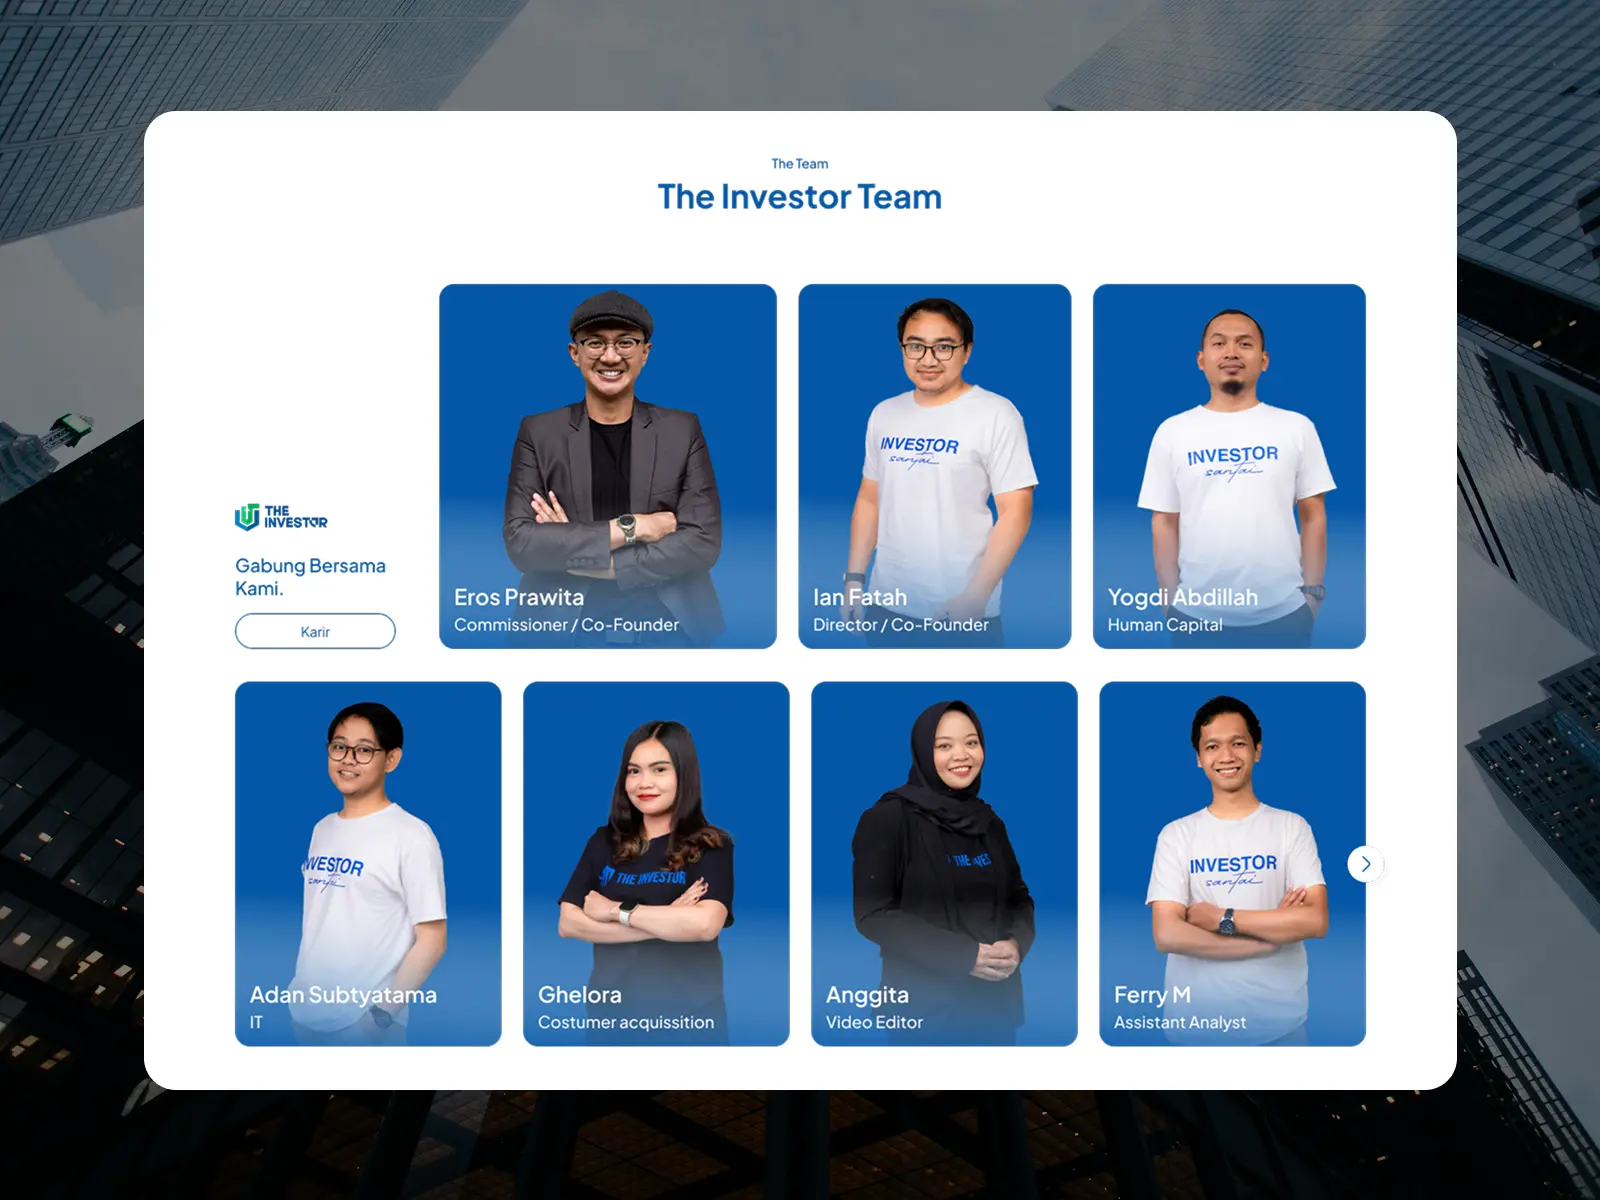 The Team
The Investor Team
THE
INVESTOR
Gabung Bersama
Kami.
Karir
Eros Prawita
Commissioner / Co-Founder
INVESTOR
santai
Ian Fatah
Director / Co-Founder
INVESTOR
santai
Yogdi Abdillah
Human Capital
INVESTOR
santai
Adan Subtyatama
IT
THE INVESTOR
Ghelora
Costumer acquissition
THE INVES
Anggita
Video Editor
INVESTOR
santai
Ferry M
Assistant Analyst